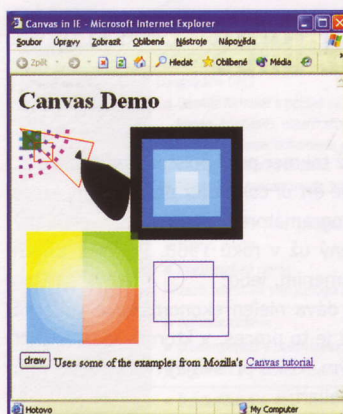 Canvas in IE - Microsoft Internet Explorer
Soubor Úpravy Zobrazit Oblíbené Nástroje Nápověda
Zpět Hledat Oblíbené Média
Canvas Demo
draw Uses some of the examples from Mozilla's Canvas tutorial.
Hotovo My Computer